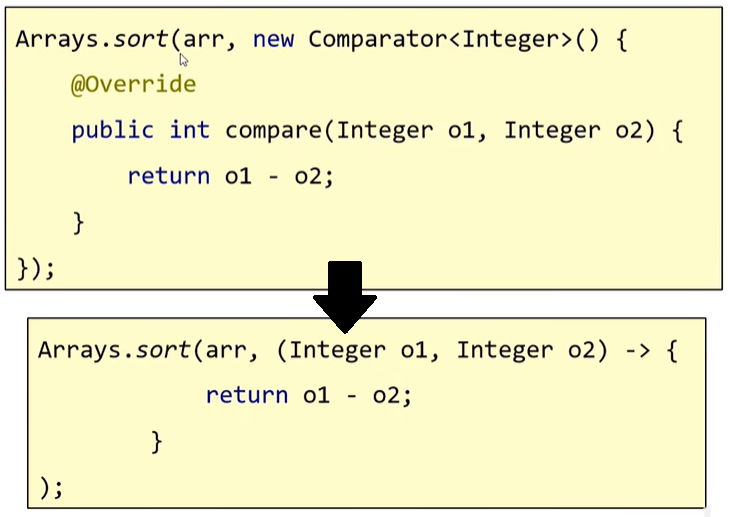 Arrays.sort(arr, new Comparator<Integer>() {
    @Override
    public int compare(Integer o1, Integer o2) {
        return o1 - o2;
    }
});
Arrays.sort(arr, (Integer o1, Integer o2) -> {
            return o1 - o2;
        }
);